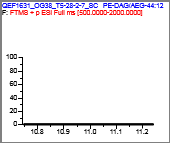 QEF1631_OG38_T5-28-2-7_SC PE-DAG/AEG-44:12
F: FTMS + p ESI Full ms [500.0000-2000.0000]
100
80
60
40
20
0
10.8 10.9 11.0 11.1 11.2